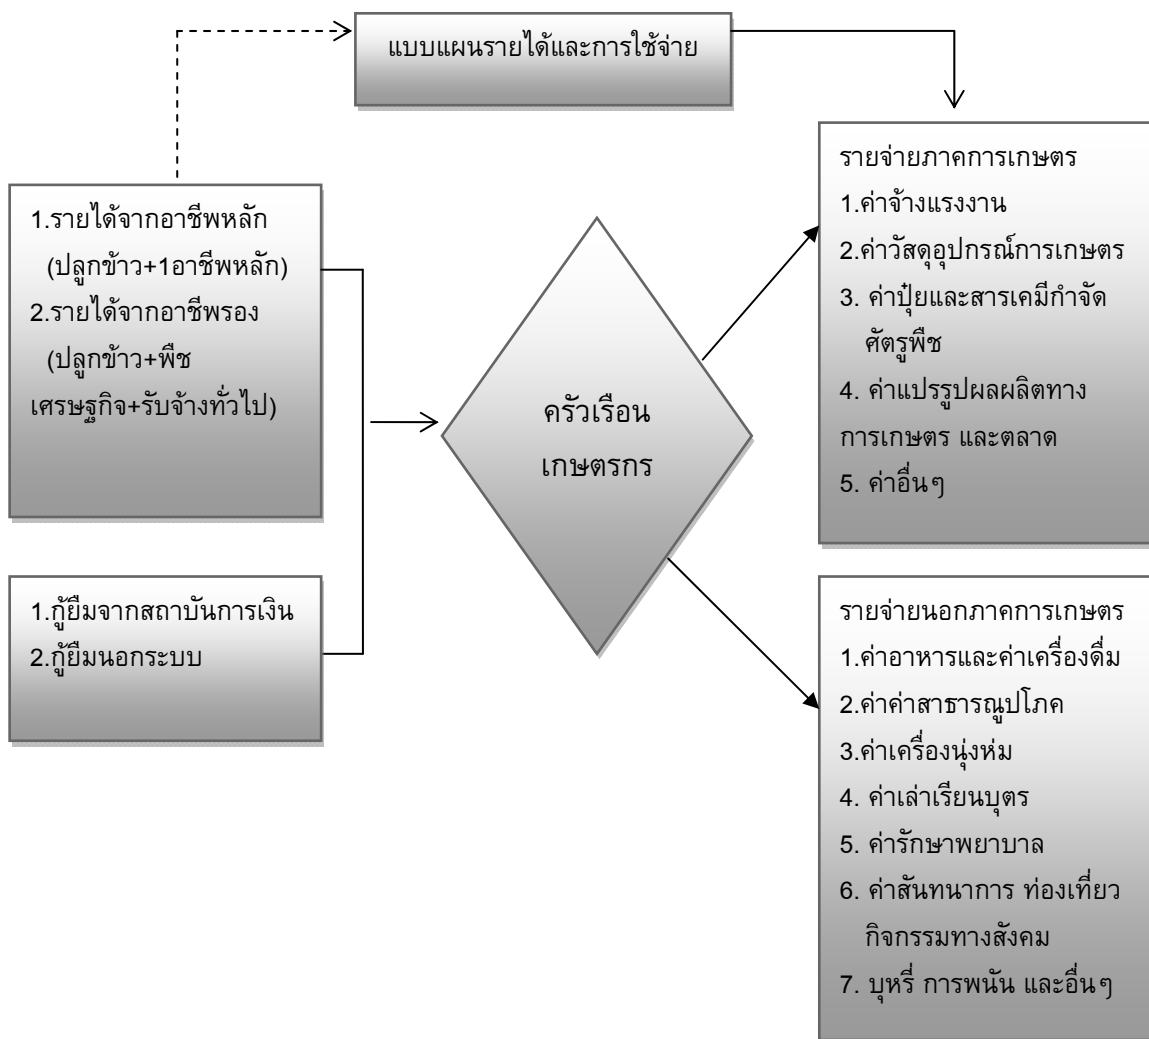 แบบแผนรายได้และการใช้จ่าย
1.รายได้จากอาชีพหลัก
(ปลูกข้าว+1อาชีพหลัก)
2.รายได้จากอาชีพรอง
(ปลูกข้าว+พืช
เศรษฐกิจ+รับจ้างทั่วไป)
1.กู้ยืมจากสถาบันการเงิน
2.กู้ยืมนอกระบบ
ครัวเรือน
เกษตรกร
รายจ่ายภาคการเกษตร
1.ค่าจ้างแรงงาน
2.ค่าวัสดุอุปกรณ์การเกษตร
3. ค่าปุ๋ยและสารเคมีกำจัด
ศัตรูพืช
4. ค่าแปรรูปผลผลิตทาง
การเกษตร และตลาด
5. ค่าอื่นๆ
รายจ่ายนอกภาคการเกษตร
1.ค่าอาหารและค่าเครื่องดื่ม
2.ค่าค่าสาธารณูปโภค
3.ค่าเครื่องนุ่งห่ม
4. ค่าเล่าเรียนบุตร
5. ค่ารักษาพยาบาล
6. ค่าสันทนาการ ท่องเที่ยว
กิจกรรมทางสังคม
7. บุหรี่ การพนัน และอื่นๆ